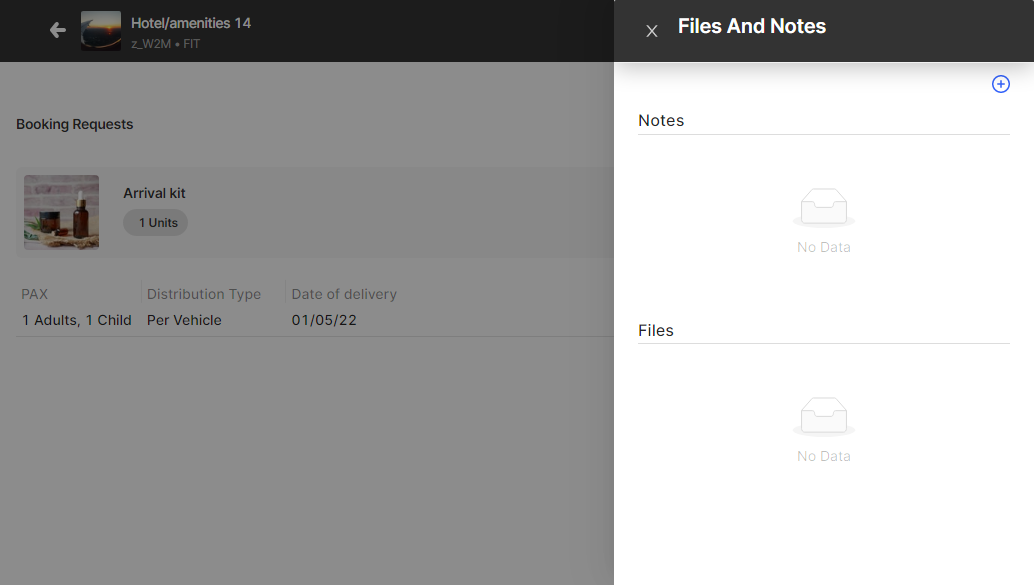 Hotel/amenities 14
z_W2M • FIT
Booking Requests
Arrival kit
1 Units
PAX
Distribution Type
Date of delivery
1 Adults, 1 Child
Per Vehicle
01/05/22
Files And Notes
Notes
No Data
Files
No Data